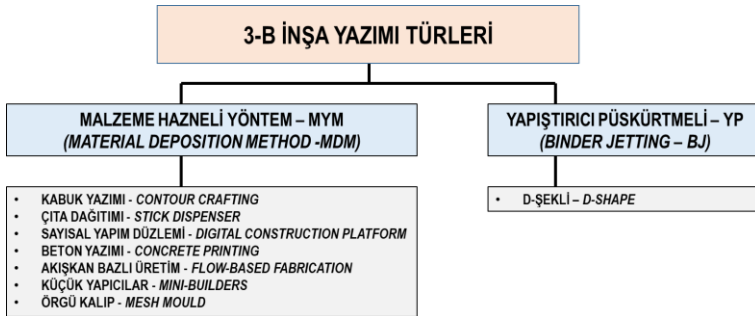 3-B İNŞA YAZIMI TÜRLERİ
MALZEME HAZNELİ YÖNTEM – MYM
(MATERIAL DEPOSITION METHOD -MDM)
• KABUK YAZIMI - CONTOUR CRAFTING
• ÇITA DAĞITIMI - STICK DISPENSER
• SAYISAL YAPIM DÜZLEMİ - DIGITAL CONSTRUCTION PLATFORM
• BETON YAZIMI - CONCRETE PRINTING
• AKIŞKAN BAZLI ÜRETİM - FLOW-BASED FABRICATION
• KÜÇÜK YAPICILAR - MINI-BUILDERS
• ÖRGÜ KALIP - MESH MOULD
YAPIŞTIRICI PÜSKÜRTMELİ – YP
(BINDER JETTING – BJ)
• D-ŞEKLİ – D-SHAPE